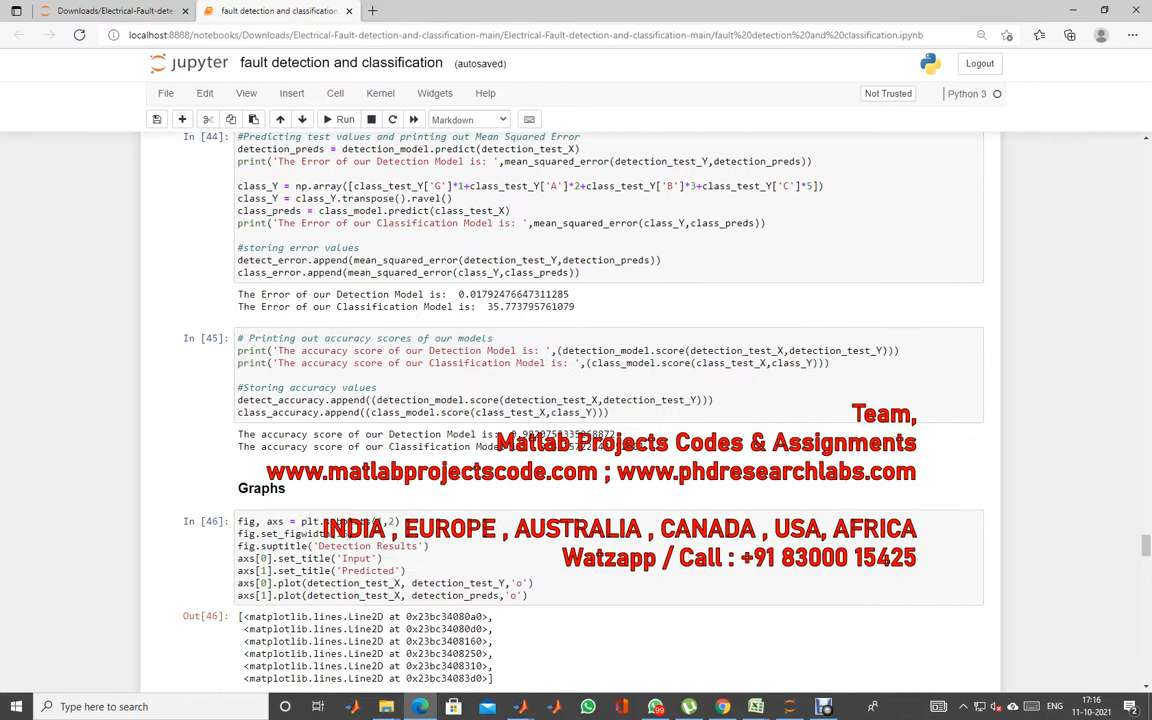 Downloads/Electrical-Fault-dete
fault detection and classification
localhost:8888/notebooks/Downloads/Electrical-Fault-detection-and-classification-main/Electrical-Fault-detection-and-classification-main/fault%20detection%20and%20classification.ipynb
jupyter fault detection and classification (autosaved)
Logout
File Edit View Insert Cell Kernel Widgets Help
Not Trusted
Python 3
Run
Markdown
In [44]:
#Predicting test values and printing out Mean Squared Error
detection_preds = detection_model.predict(detection_test_X)
print('The Error of our Detection Model is: ',mean_squared_error(detection_test_Y,detection_preds))
class_Y = np.array([class_test_Y['G']*1+class_test_Y['A']*2+class_test_Y['B']*3+class_test_Y['C']*5])
class_Y = class_Y.transpose().ravel()
class_preds = class_model.predict(class_test_X)
print('The Error of our Classification Model is: ',mean_squared_error(class_Y,class_preds))
#storing error values
detect_error.append(mean_squared_error(detection_test_Y,detection_preds))
class_error.append(mean_squared_error(class_Y,class_preds))
The Error of our Detection Model is:  0.01792476647311285
The Error of our Classification Model is:  35.773795761079
In [45]:
# Printing out accuracy scores of our models
print('The accuracy score of our Detection Model is: ',(detection_model.score(detection_test_X,detection_test_Y)))
print('The accuracy score of our Classification Model is: ',(class_model.score(class_test_X,class_Y)))
#Storing accuracy values
detect_accuracy.append((detection_model.score(detection_test_X,detection_test_Y)))
class_accuracy.append((class_model.score(class_test_X,class_Y)))
Team,
The accuracy score of our Detection Model is:
The accuracy score of our Classification Model
Matlab Projects Codes & Assignments
www.matlabprojectscode.com ; www.phdresearchlabs.com
Graphs
In [46]:
fig, axs =
INDIA , EUROPE , AUSTRALIA , CANADA , USA, AFRICA
fig.suptitle('Detection Results')
Watzapp / Call : +91 83000 15425
axs[0].set_title('Input')
axs[1].set_title('Predicted')
axs[0].plot(detection_test_X, detection_test_Y,'o')
axs[1].plot(detection_test_X, detection_preds,'o')
Out[46]:
[<matplotlib.lines.Line2D at 0x23bc34080a0>,
<matplotlib.lines.Line2D at 0x23bc34080d0>,
<matplotlib.lines.Line2D at 0x23bc3408160>,
<matplotlib.lines.Line2D at 0x23bc3408250>,
<matplotlib.lines.Line2D at 0x23bc3408310>,
<matplotlib.lines.Line2D at 0x23bc34083d0>]
Type here to search
99
ENG
17:16
11-10-2021
2